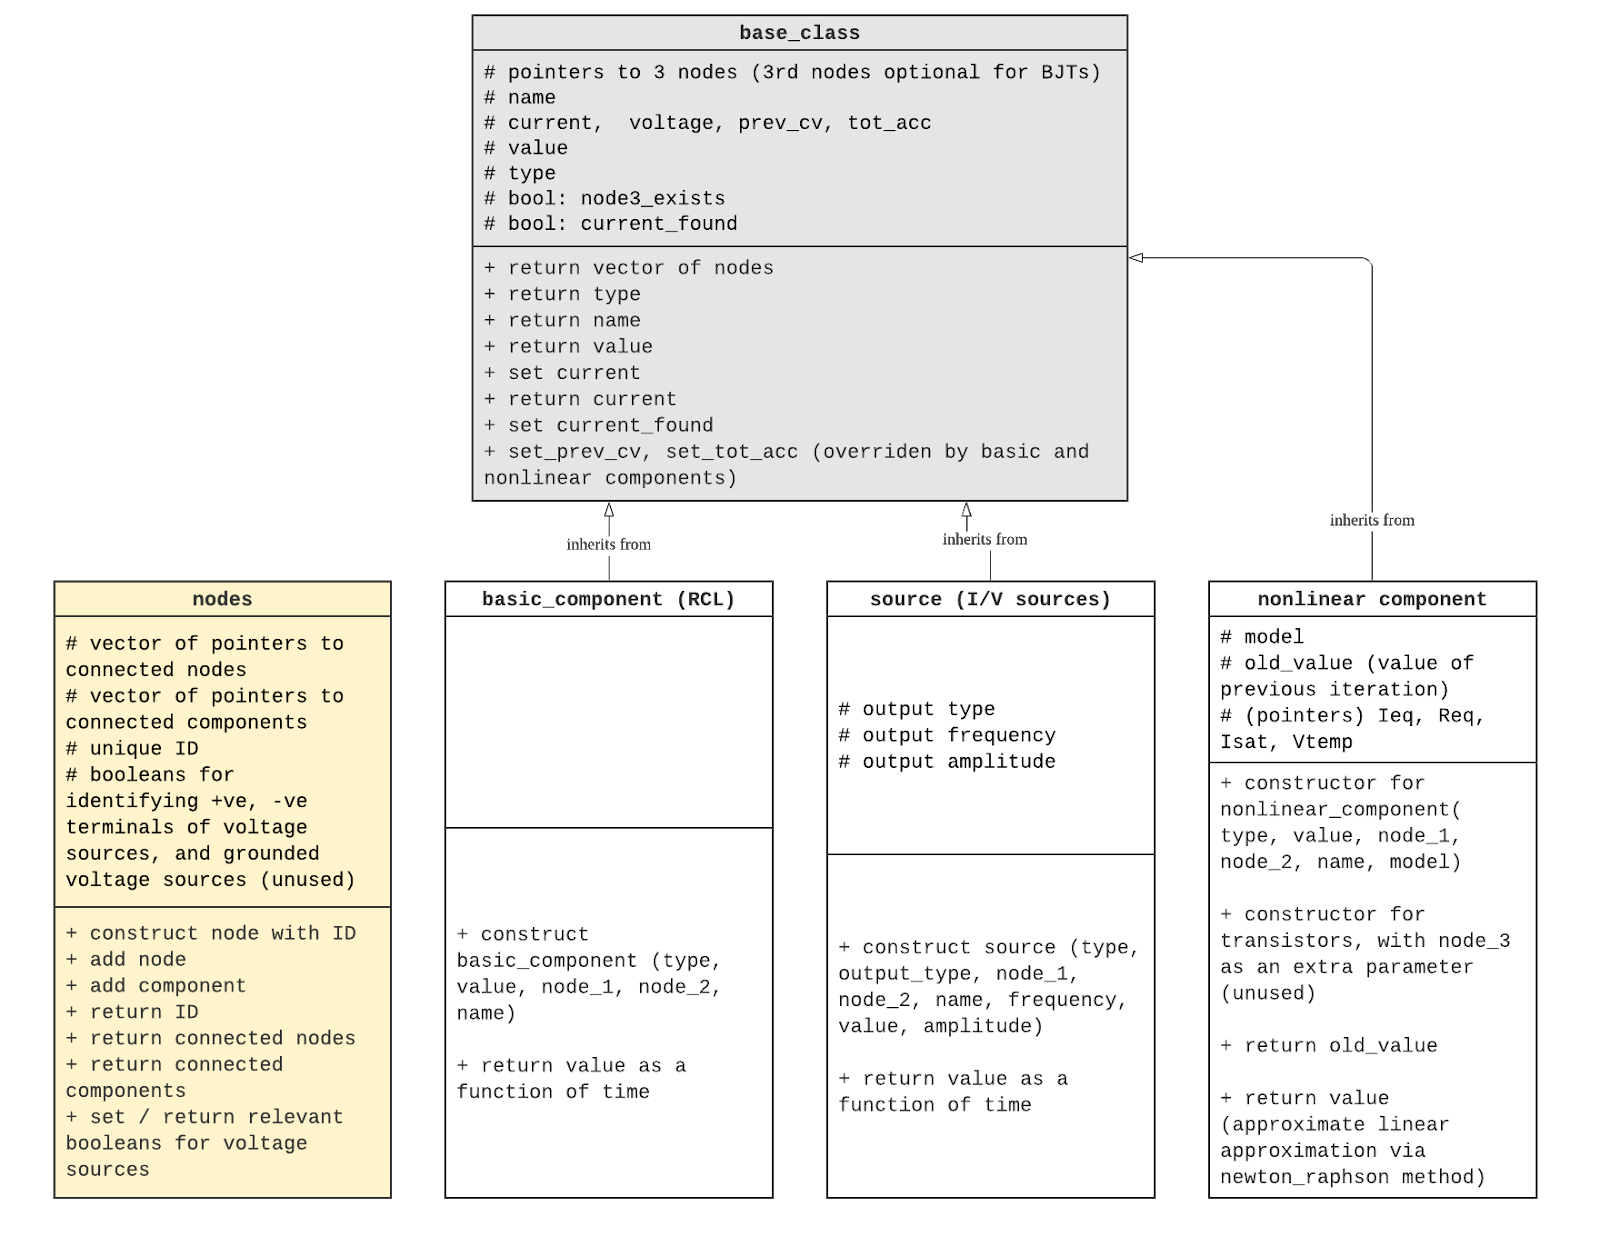 base_class
# pointers to 3 nodes (3rd nodes optional for BJTs)
# name
# current,  voltage, prev_cv, tot_acc
# value
# type
# bool: node3_exists
# bool: current_found
+ return vector of nodes
+ return type
+ return name
+ return value
+ set current
+ return current
+ set current_found
+ set_prev_cv, set_tot_acc (overriden by basic and
nonlinear components)
inherits from
inherits from
inherits from
nodes
# vector of pointers to
connected nodes
# vector of pointers to
connected components
# unique ID
# booleans for
identifying +ve, -ve
terminals of voltage
sources, and grounded
voltage sources (unused)
+ construct node with ID
+ add node
+ add component
+ return ID
+ return connected nodes
+ return connected
components
+ set / return relevant
booleans for voltage
sources
basic_component (RCL)
+ construct
basic_component (type,
value, node_1, node_2,
name)
+ return value as a
function of time
source (I/V sources)
# output type
# output frequency
# output amplitude
+ construct source (type,
output_type, node_1,
node_2, name, frequency,
value, amplitude)
+ return value as a
function of time
nonlinear component
# model
# old_value (value of
previous iteration)
# (pointers) Ieq, Req,
Isat, Vtemp
+ constructor for
nonlinear_component(
type, value, node_1,
node_2, name, model)
+ constructor for
transistors, with node_3
as an extra parameter
(unused)
+ return old_value
+ return value
(approximate linear
approximation via
newton_raphson method)